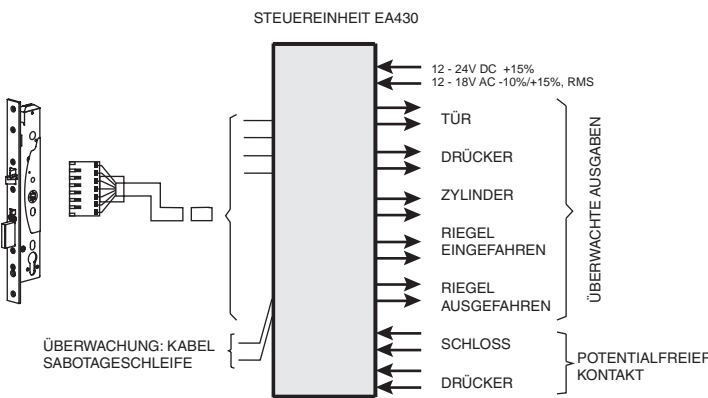 STEUEREINHEIT EA430
12 - 24V DC +15%
12 - 18V AC -10%/+15%, RMS
TÜR
DRÜCKER
ZYLINDER
RIEGEL
EINGEFAHREN
RIEGEL
AUSGEFAHREN
ÜBERWACHTE AUSGABEN
ÜBERWACHUNG: KABEL
SABOTAGESCHLEIFE
SCHLOSS
DRÜCKER
POTENTIALFREIER
KONTAKT